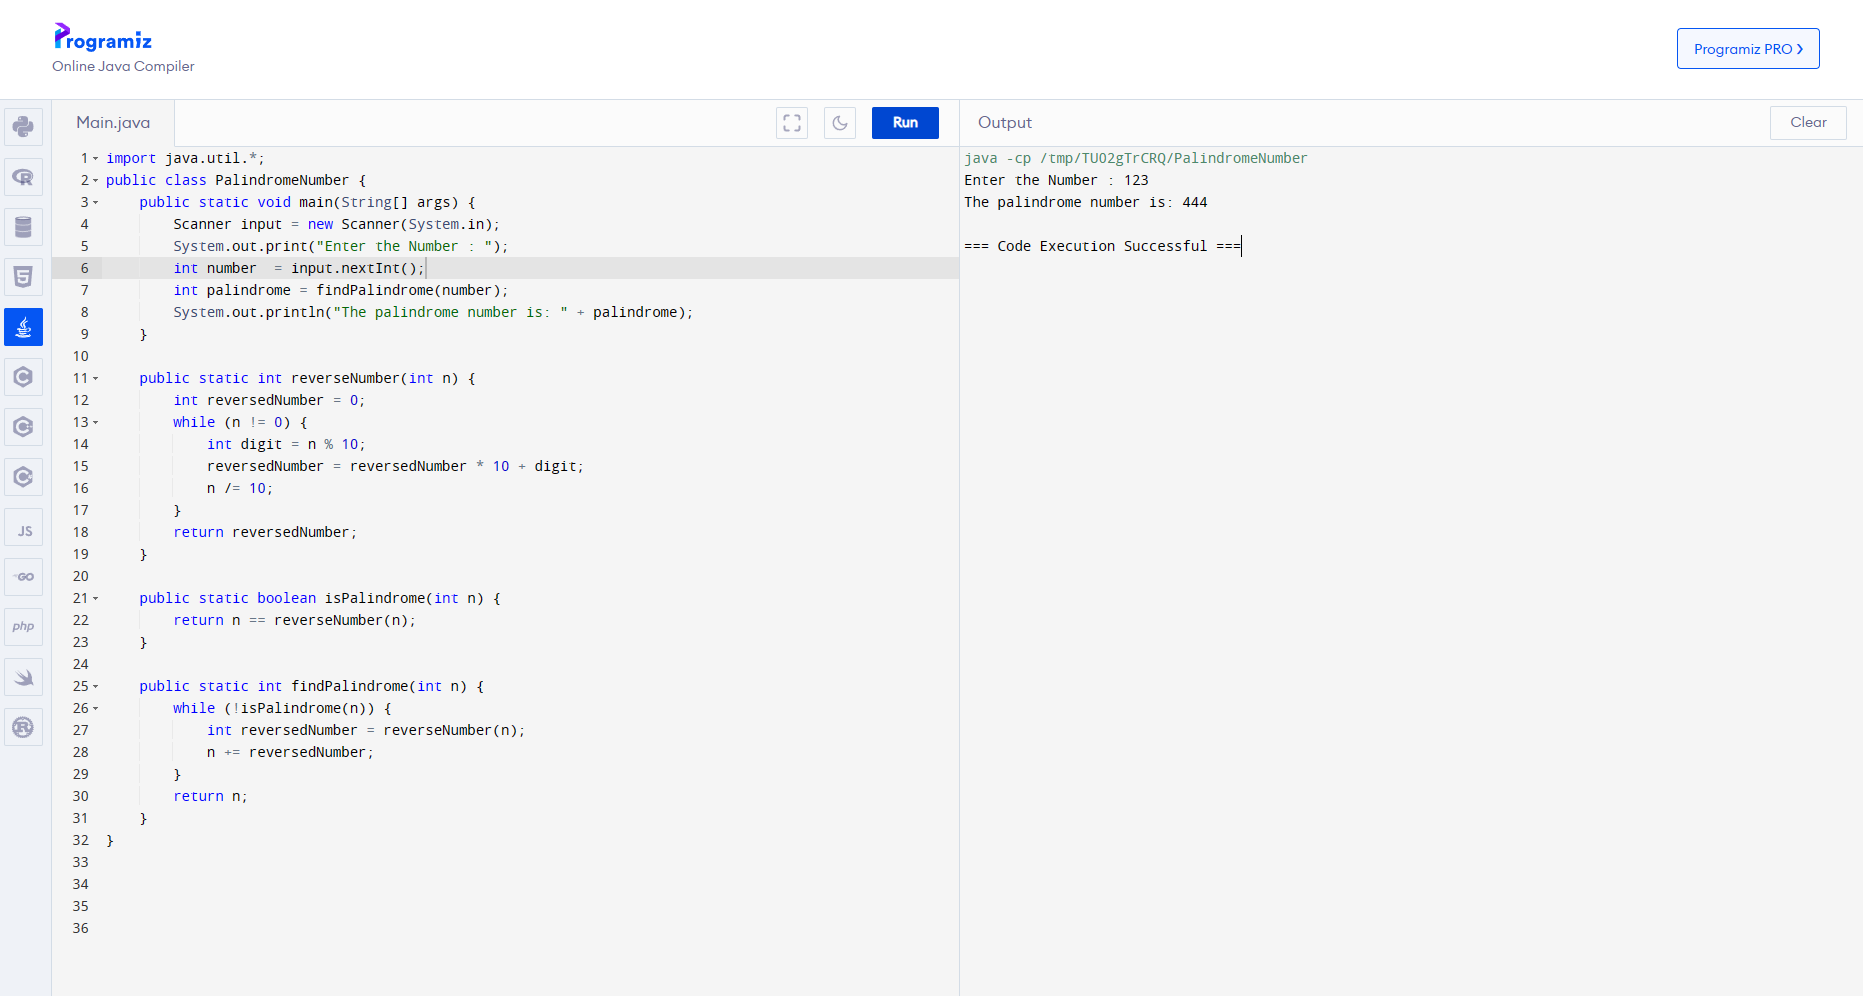 Programiz
Online Java Compiler
Programiz PRO
Main.java
Run
Output
Clear
JS
GO
php
1 import java.util.*;
2 public class PalindromeNumber {
3     public static void main(String[] args) {
4         Scanner input = new Scanner(System.in);
5         System.out.print("Enter the Number : ");
6         int number  = input.nextInt();
7         int palindrome = findPalindrome(number);
8         System.out.println("The palindrome number is: " + palindrome);
9     }
10
11     public static int reverseNumber(int n) {
12         int reversedNumber = 0;
13         while (n != 0) {
14             int digit = n % 10;
15             reversedNumber = reversedNumber * 10 + digit;
16             n /= 10;
17         }
18         return reversedNumber;
19     }
20
21     public static boolean isPalindrome(int n) {
22         return n == reverseNumber(n);
23     }
24
25     public static int findPalindrome(int n) {
26         while (!isPalindrome(n)) {
27             int reversedNumber = reverseNumber(n);
28             n += reversedNumber;
29         }
30         return n;
31     }
32 }
33
34
35
36
java -cp /tmp/TUO2gTrCRQ/PalindromeNumber
Enter the Number : 123
The palindrome number is: 444
=== Code Execution Successful ===